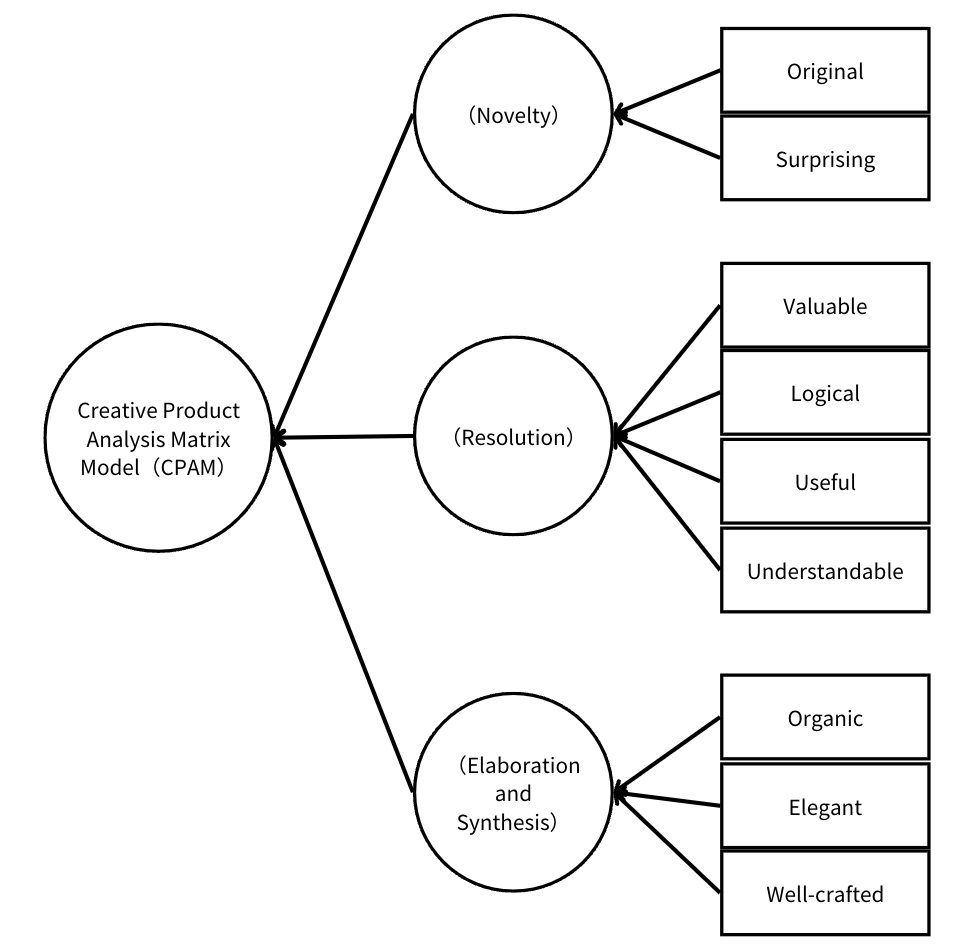 （Novelty）
Original
Surprising
Creative Product
Analysis Matrix
Model（CPAM）
（Resolution）
Valuable
Logical
Useful
Understandable
（Elaboration
and
Synthesis）
Organic
Elegant
Well-crafted